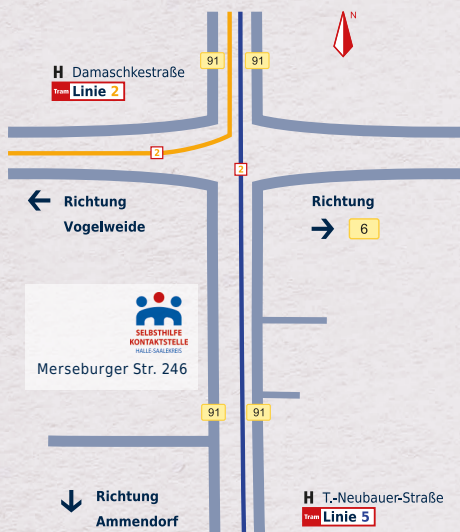 N
91 91
H Damaschkestraße
Tram Linie 2
2
2
← Richtung
Vogelweide
Richtung
→ 6
SELBSTHILFE
KONTAKTSTELLE
HALLE-SAALEKREIS
Merseburger Str. 246
91 91
↓ Richtung
Ammendorf
H T.-Neubauer-Straße
Tram Linie 5